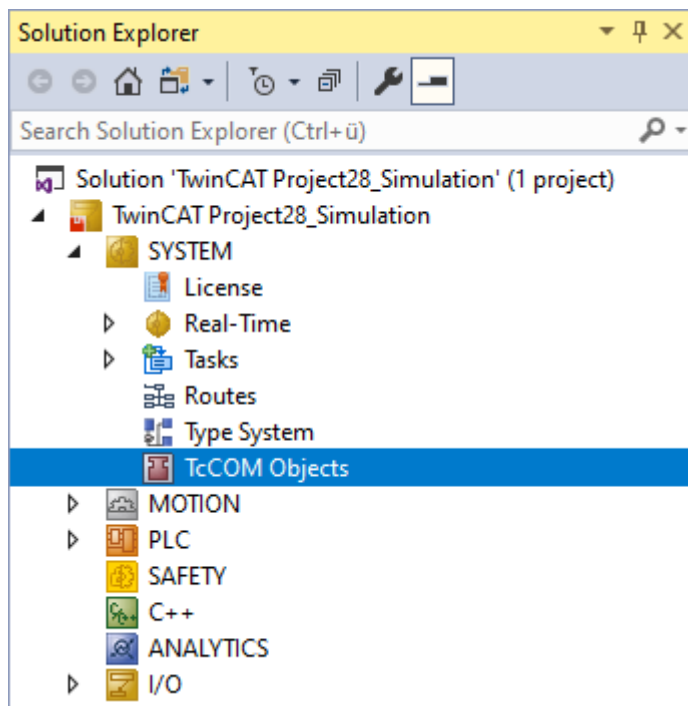 Solution Explorer
Search Solution Explorer (Ctrl+ü)
Solution 'TwinCAT Project28_Simulation' (1 project)
TwinCAT Project28_Simulation
SYSTEM
License
Real-Time
Tasks
Routes
Type System
TcCOM Objects
MOTION
PLC
SAFETY
C++
ANALYTICS
I/O